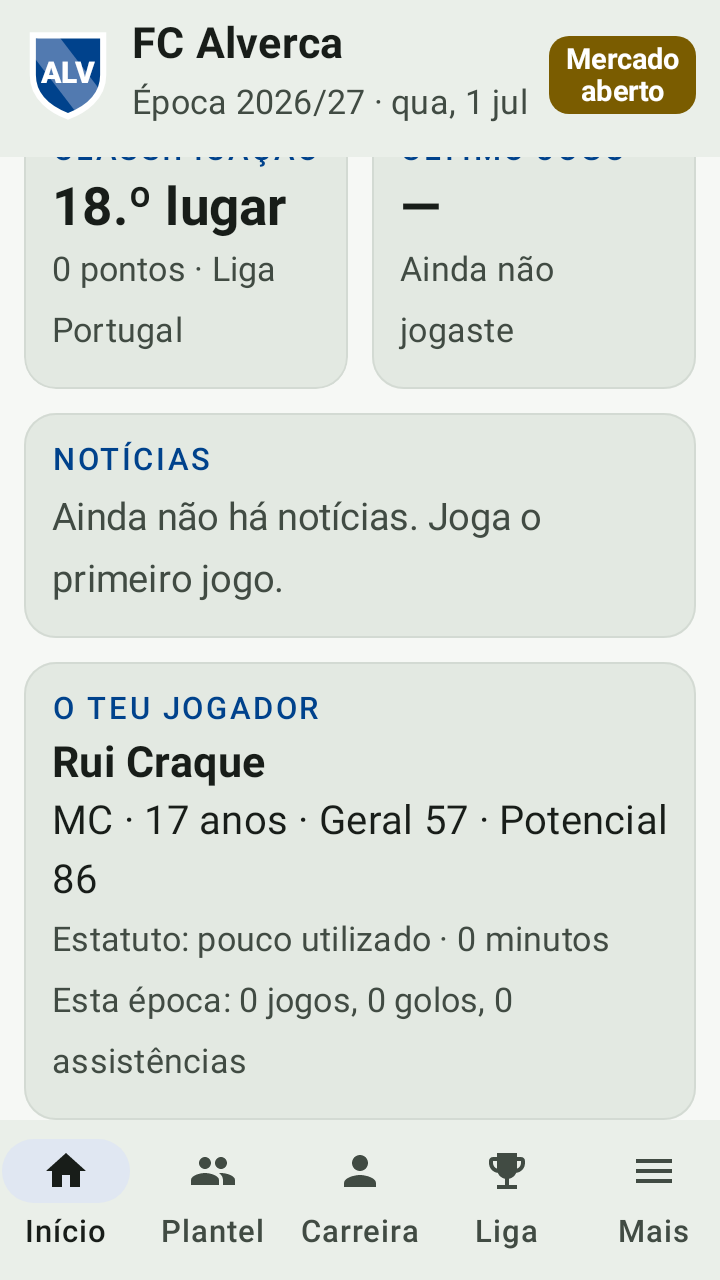 ALV
FC Alverca
Época 2026/27 · qua, 1 jul
Mercado
aberto
18.º lugar
0 pontos · Liga
Portugal
—
Ainda não
jogaste
NOTÍCIAS
Ainda não há notícias. Joga o
primeiro jogo.
O TEU JOGADOR
Rui Craque
MC · 17 anos · Geral 57 · Potencial
86
Estatuto: pouco utilizado · 0 minutos
Esta época: 0 jogos, 0 golos, 0
assistências
Início
Plantel
Carreira
Liga
Mais